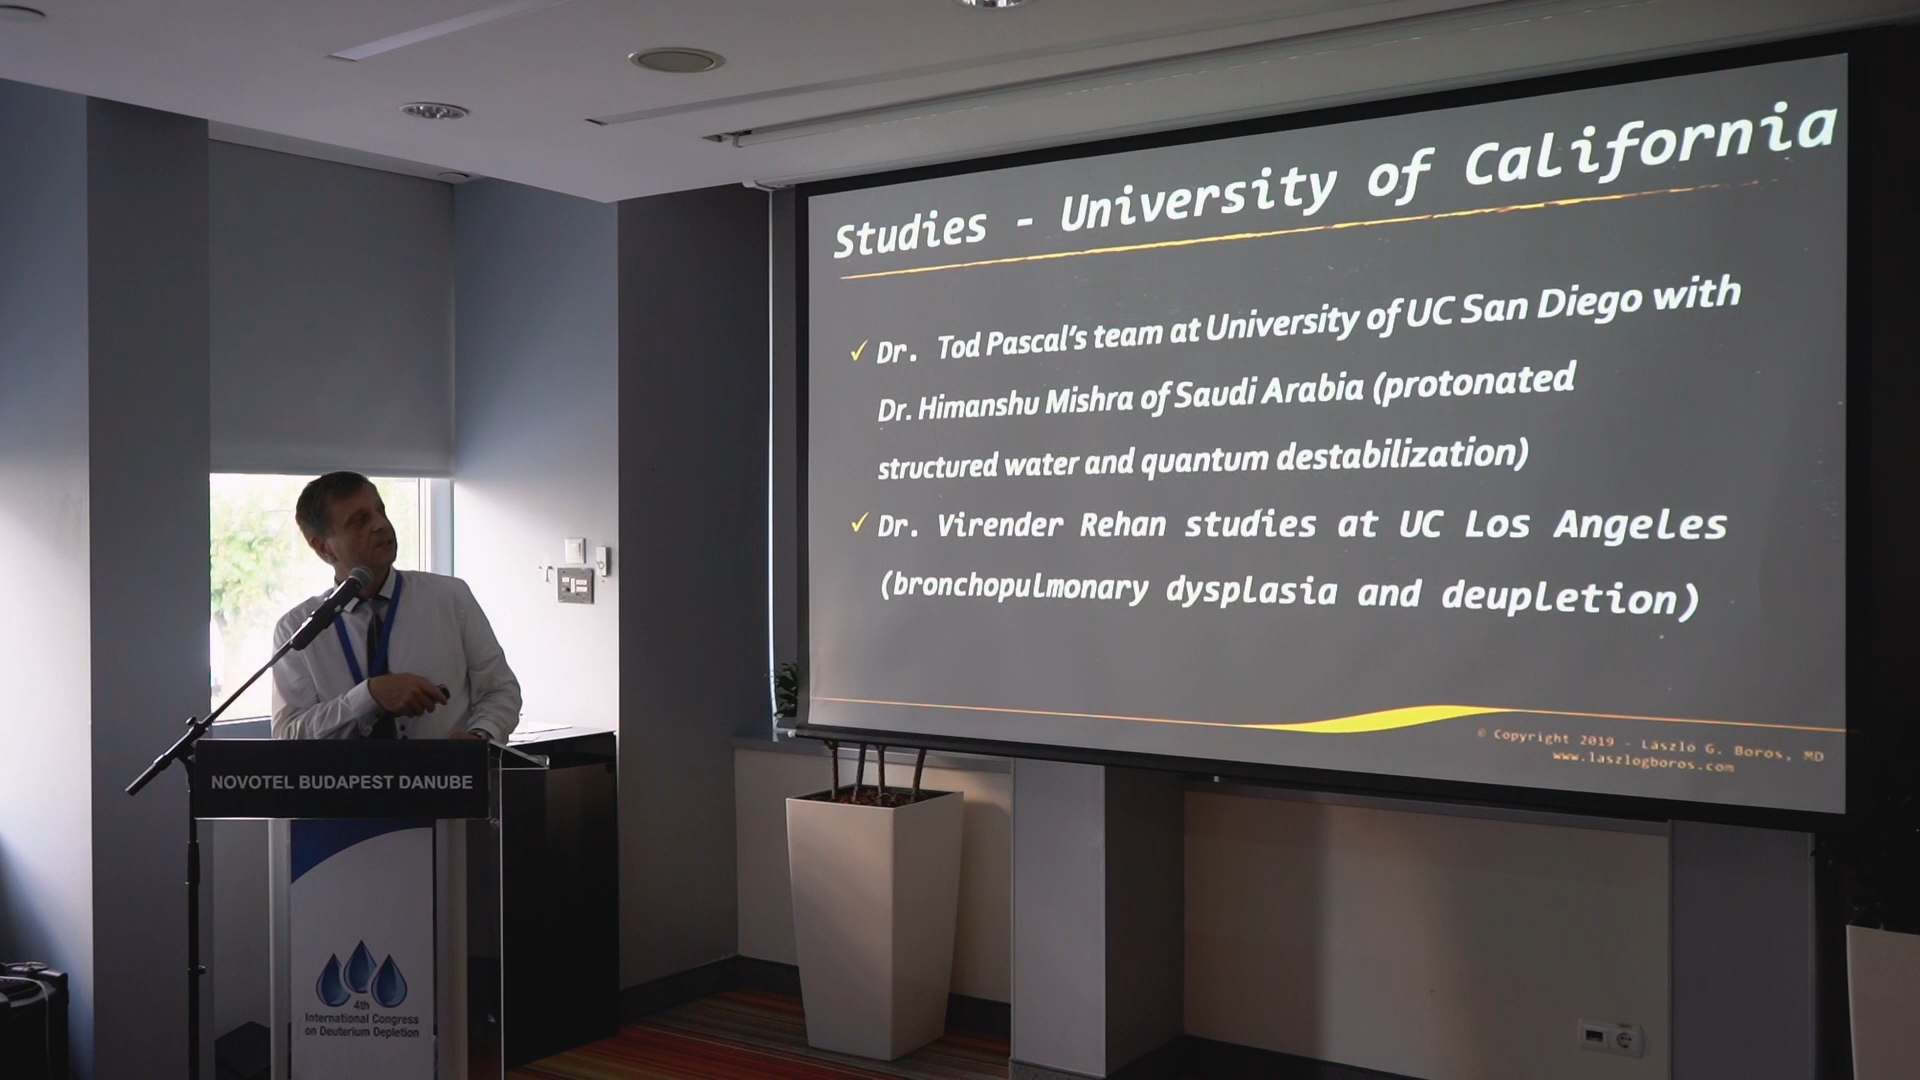 Studies - University of California
✓ Dr. Tod Pascal's team at University of UC San Diego with
Dr. Himanshu Mishra of Saudi Arabia (protonated
structured water and quantum destabilization)
✓ Dr. Virender Rehan studies at UC Los Angeles
(bronchopulmonary dysplasia and deupletion)
© Copyright 2019 - László G. Boros, MD
www.laszlogboros.com
NOVOTEL BUDAPEST DANUBE
4th
International Congress
on Deuterium Depletion